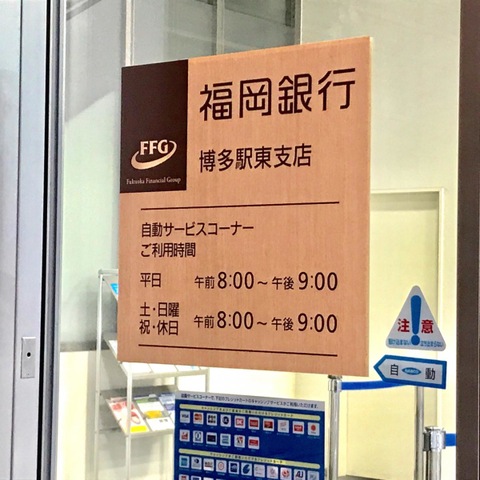 福岡銀行
FFG
Fukuoka Financial Group
博多駅東支店
自動サービスコーナー
ご利用時間
平日 午前8:00～午後9:00
土・日曜
祝・休日 午前8:00～午後9:00
注意
自動